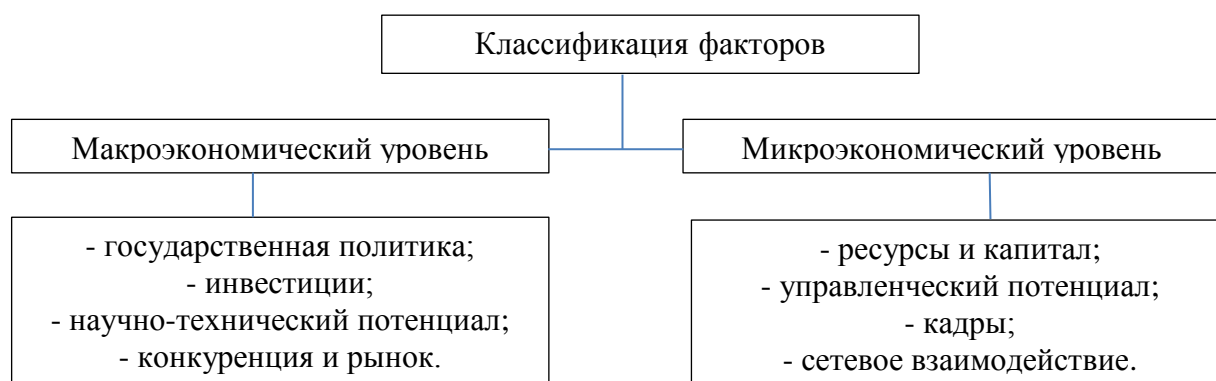 Классификация факторов
Макроэкономический уровень
Микроэкономический уровень
- государственная политика;
- инвестиции;
- научно-технический потенциал;
- конкуренция и рынок.
- ресурсы и капитал;
- управленческий потенциал;
- кадры;
- сетевое взаимодействие.